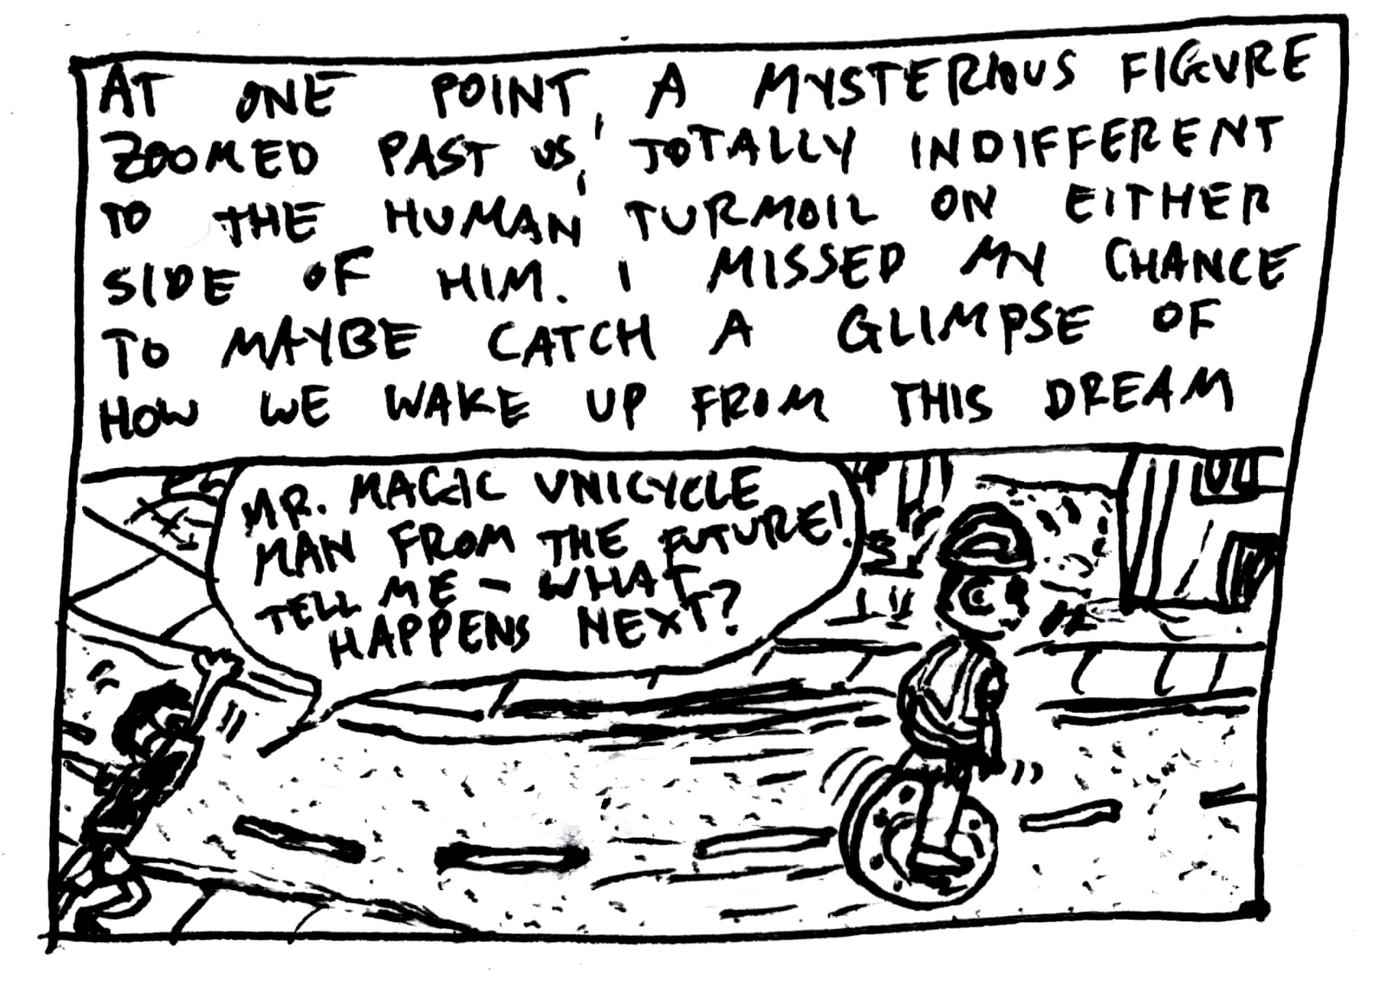 AT ONE POINT, A MYSTERIOUS FIGURE
ZOOMED PAST US, TOTALLY INDIFFERENT
TO THE HUMAN TURMOIL ON EITHER
SIDE OF HIM. I MISSED MY CHANCE
TO MAYBE CATCH A GLIMPSE OF
HOW WE WAKE UP FROM THIS DREAM
MR. MAGIC UNICYCLE
MAN FROM THE FUTURE!
TELL ME - WHAT
HAPPENS NEXT?